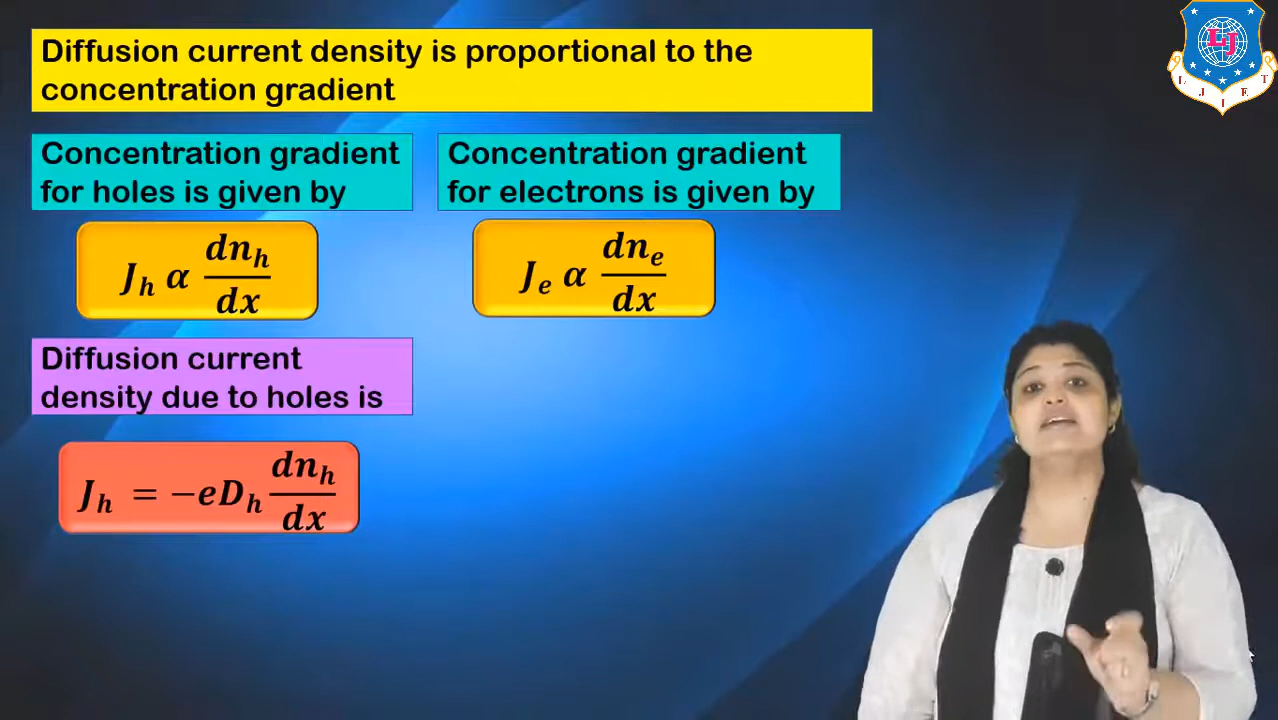 Diffusion current density is proportional to the
concentration gradient
Concentration gradient
for holes is given by
J_h α dn_h/dx
Concentration gradient
for electrons is given by
J_e α dn_e/dx
Diffusion current
density due to holes is
J_h = −eD_h dn_h/dx
LJ
L J I E T